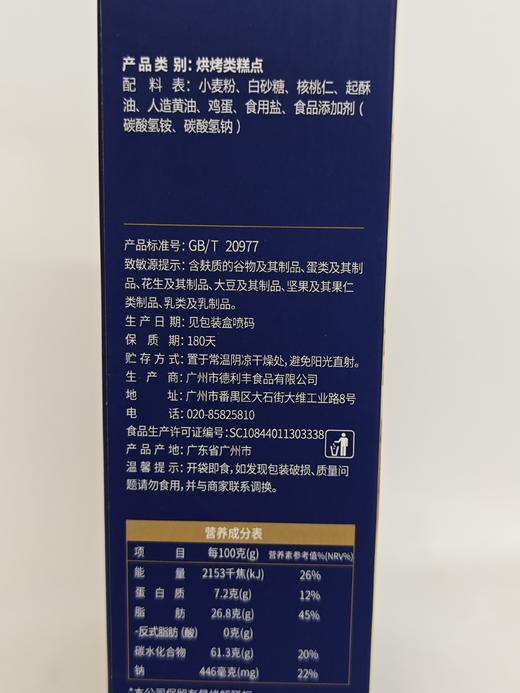 产品类别：烘烤类糕点
配料表：小麦粉、白砂糖、核桃仁、起酥
油、人造黄油、鸡蛋、食用盐、食品添加剂（
碳酸氢铵、碳酸氢钠）
产品标准号：GB/T 20977
致敏源提示：含麸质的谷物及其制品、蛋类及其制
品、花生及其制品、大豆及其制品、坚果及其果仁
类制品、乳类及乳制品。
生产日期：见包装盒喷码
保质期：180天
贮存方式：置于常温阴凉干燥处，避免阳光直射。
生产商：广州市德利丰食品有限公司
地址：广州市番禺区大石街大维工业路8号
电话：020-85825810
食品生产许可证编号：SC10844011303338
产品产地：广东省广州市
温馨提示：开袋即食，如发现包装破损、质量问
题请勿食用，并与商家联系调换。
营养成分表
项目 每100克(g) 营养素参考值%(NRV%)
能量 2153千焦(kJ) 26%
蛋白质 7.2克(g) 12%
脂肪 26.8克(g) 45%
-反式脂肪(酸) 0克(g)
碳水化合物 61.3克(g) 20%
钠 446毫克(mg) 22%